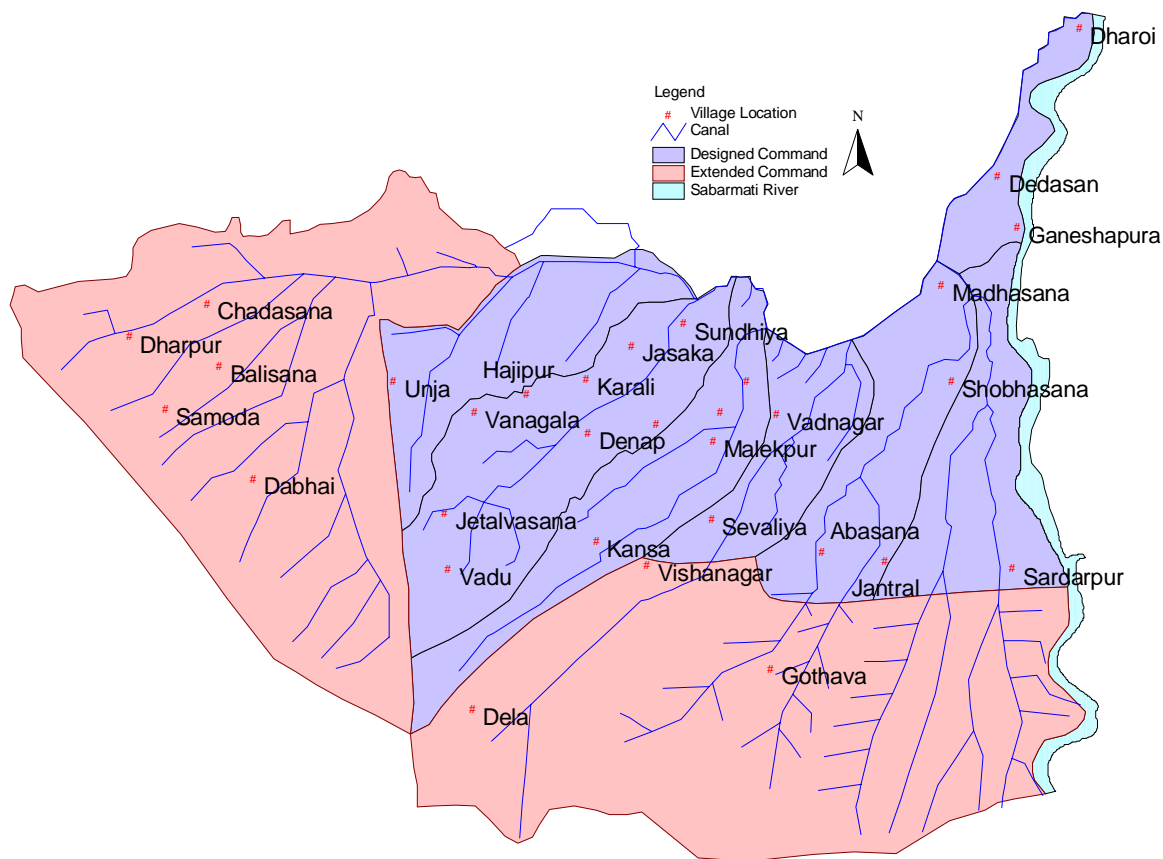 Dharoi
Legend
# Village Location
Canal
N
Designed Command
Extended Command
Sabarmati River
Dedasan
Ganeshapura
Madhasana
Chadasana
Sundhiya
Dharpur
Jasaka
Balisana
Hajipur
Karali
Unja
Shobhasana
Samoda
Vanagala
Vadnagar
Denap
Malekpur
Dabhai
Jetalvasana
Sevaliya
Abasana
Kansa
Vadu
Vishanagar
Sardarpur
Jantral
Gothava
Dela